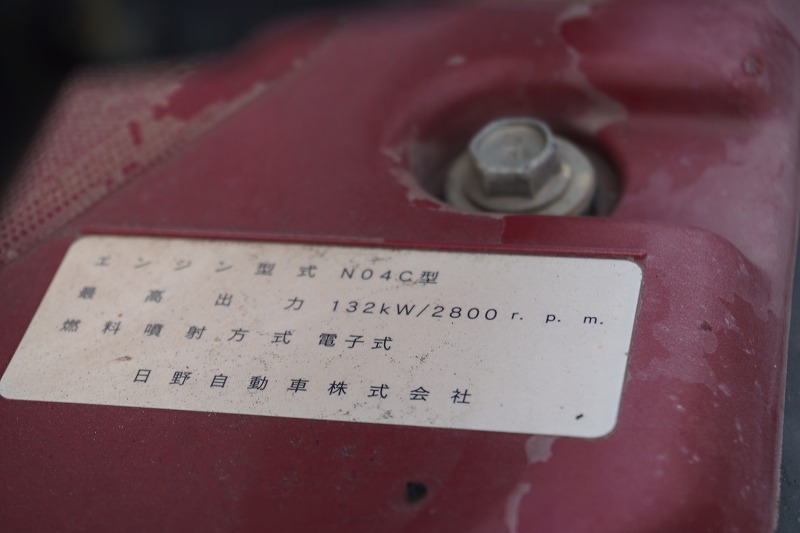 エンジン型式 N04C型
最高出力 132kW/2800 r. p. m.
燃料噴射方式 電子式
日野自動車株式会社